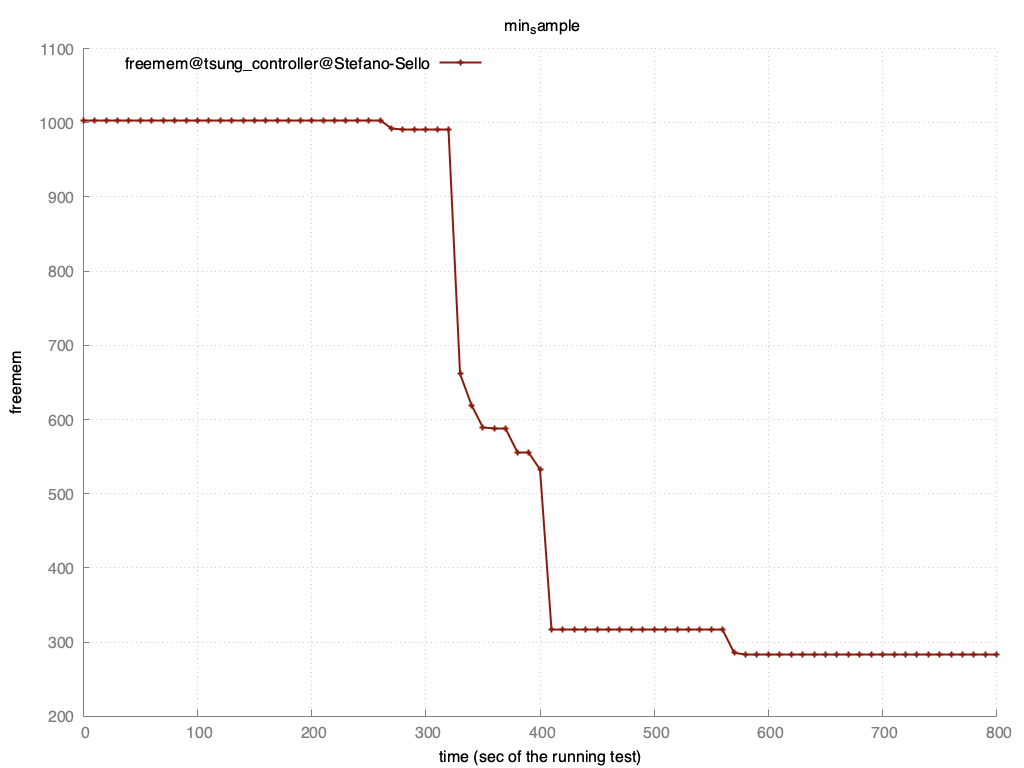 minsample
freemem@tsung_controller@Stefano-Sello
1100
1000
900
800
700
600
500
400
300
200
freemem
0 100 200 300 400 500 600 700 800
time (sec of the running test)